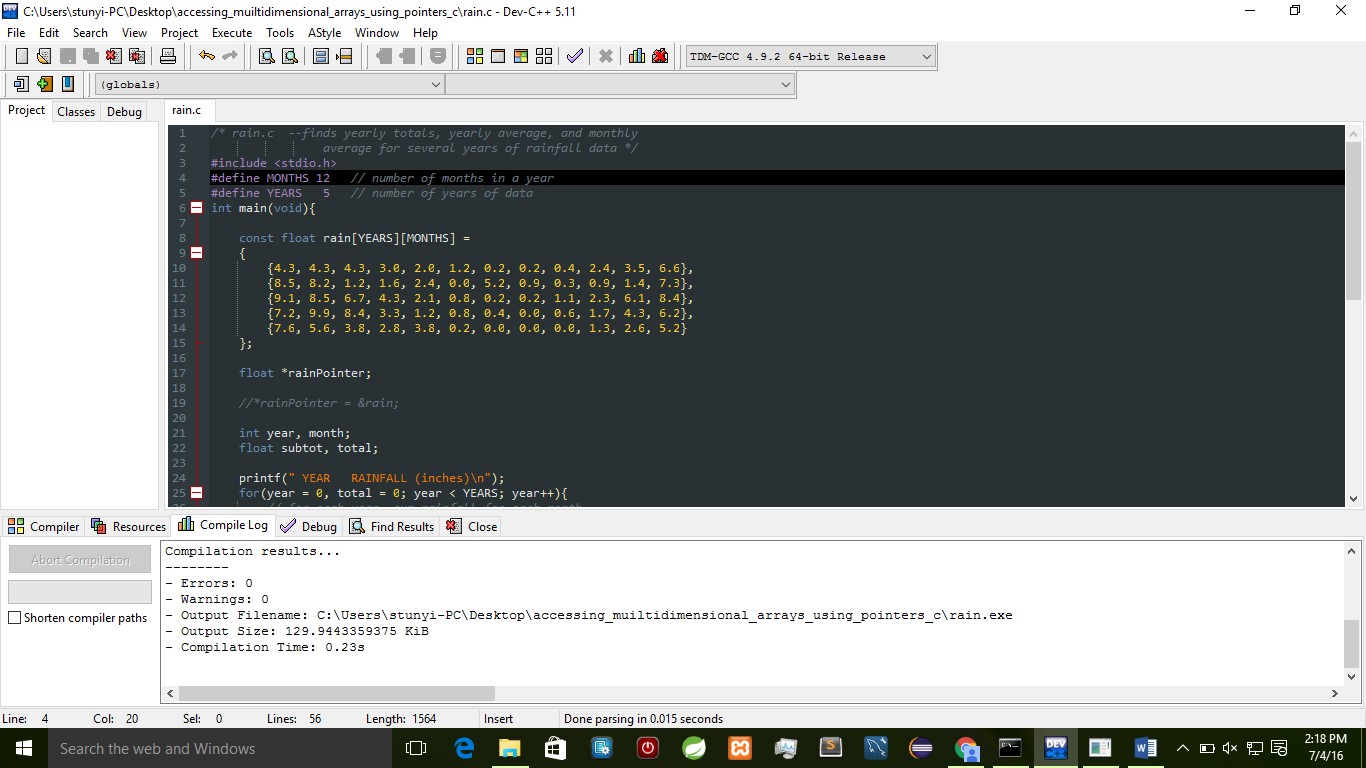 C:\Users\stunyi-PC\Desktop\accessing_muiltidimensional_arrays_using_pointers_c\rain.c - Dev-C++ 5.11
File Edit Search View Project Execute Tools AStyle Window Help
TDM-GCC 4.9.2 64-bit Release
(globals)
Project Classes Debug
rain.c
1 /* rain.c --finds yearly totals, yearly average, and monthly
2 average for several years of rainfall data */
3 #include <stdio.h>
4 #define MONTHS 12 // number of months in a year
5 #define YEARS 5 // number of years of data
6 int main(void){
7
8 const float rain[YEARS][MONTHS] =
9 {
10 {4.3, 4.3, 4.3, 3.0, 2.0, 1.2, 0.2, 0.2, 0.4, 2.4, 3.5, 6.6},
11 {8.5, 8.2, 1.2, 1.6, 2.4, 0.0, 5.2, 0.9, 0.3, 0.9, 1.4, 7.3},
12 {9.1, 8.5, 6.7, 4.3, 2.1, 0.8, 0.2, 0.2, 1.1, 2.3, 6.1, 8.4},
13 {7.2, 9.9, 8.4, 3.3, 1.2, 0.8, 0.4, 0.0, 0.6, 1.7, 4.3, 6.2},
14 {7.6, 5.6, 3.8, 2.8, 3.8, 0.2, 0.0, 0.0, 0.0, 1.3, 2.6, 5.2}
15 };
16
17 float *rainPointer;
18
19 //*rainPointer = &rain;
20
21 int year, month;
22 float subtot, total;
23
24 printf(" YEAR RAINFALL (inches)\n");
25 for(year = 0, total = 0; year < YEARS; year++){
Compiler Resources Compile Log Debug Find Results Close
Abort Compilation
Shorten compiler paths
Compilation results...
--------
- Errors: 0
- Warnings: 0
- Output Filename: C:\Users\stunyi-PC\Desktop\accessing_muiltidimensional_arrays_using_pointers_c\rain.exe
- Output Size: 129.9443359375 KiB
- Compilation Time: 0.23s
Line: 4 Col: 20 Sel: 0 Lines: 56 Length: 1564 Insert Done parsing in 0.015 seconds
Search the web and Windows
2:18 PM
7/4/16